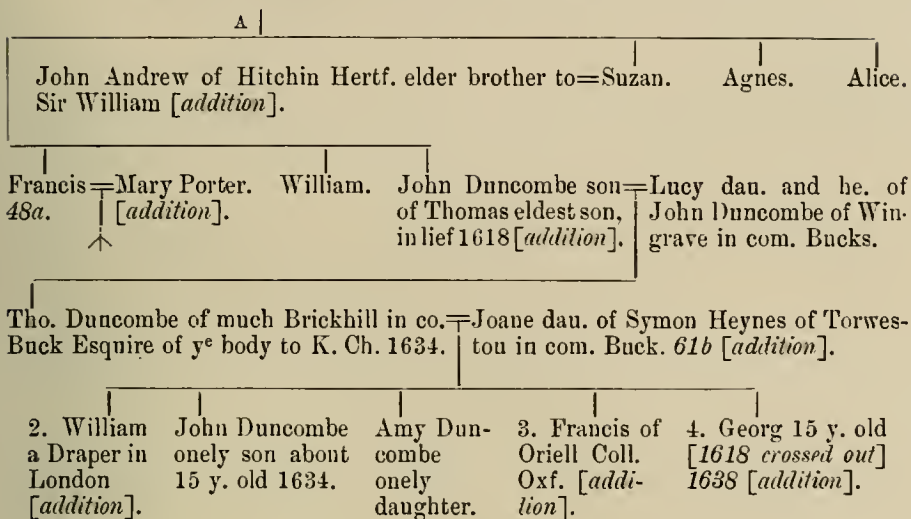 A
John Andrew of Hitchin Hertf. elder brother to=Suzan. Agnes. Alice.
Sir William [addition].
Francis=Mary Porter. William. John Duncombe son=Lucy dau. and he. of
48a. [addition]. of Thomas eldest son, John Duncombe of Win-
in lief 1618 [addition]. grave in com. Bucks.
Tho. Duncombe of much Brickhill in co.=Joane dau. of Symon Heynes of Torwes-
Buck Esquire of yᵉ body to K. Ch. 1634. ton in com. Buck. 61b [addition].
2. William John Duncombe Amy Dun- 3. Francis of 4. Georg 15 y. old
a Draper in onely son about combe Oriell Coll. [1618 crossed out]
London 15 y. old 1634. onely Oxf. [addi- 1638 [addition].
[addition]. daughter. tion].